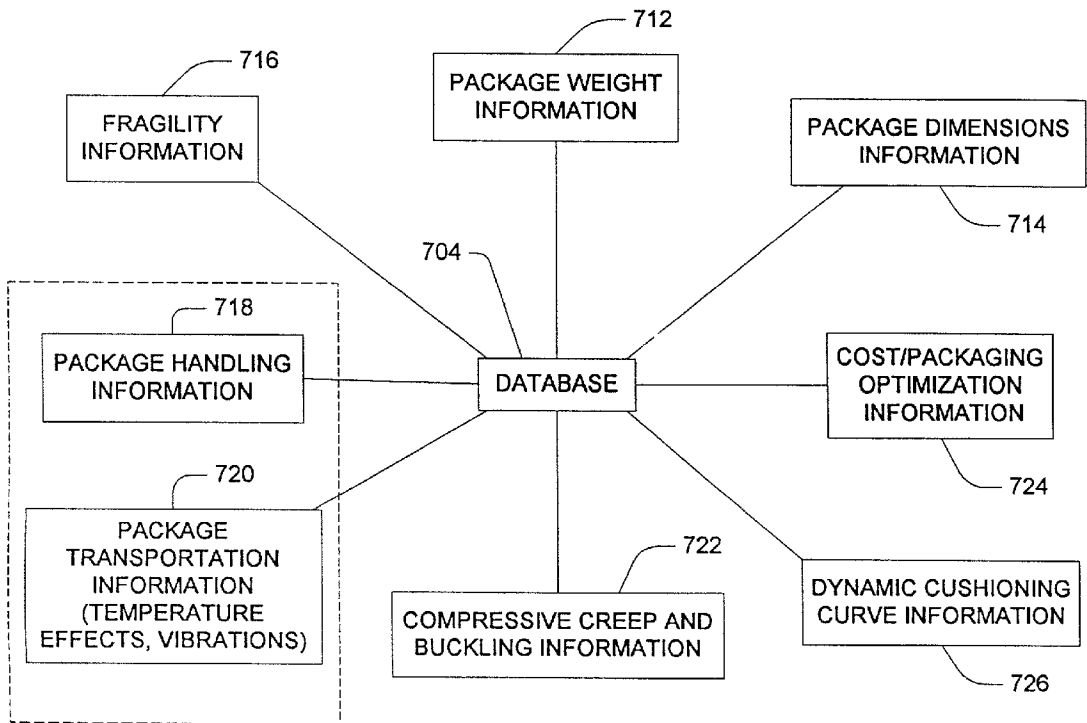 712
PACKAGE WEIGHT
INFORMATION
716
FRAGILITY
INFORMATION
PACKAGE DIMENSIONS
INFORMATION
714
704
DATABASE
718
PACKAGE HANDLING
INFORMATION
COST/PACKAGING
OPTIMIZATION
INFORMATION
724
720
PACKAGE
TRANSPORTATION
INFORMATION
(TEMPERATURE
EFFECTS, VIBRATIONS)
722
COMPRESSIVE CREEP AND
BUCKLING INFORMATION
DYNAMIC CUSHIONING
CURVE INFORMATION
726